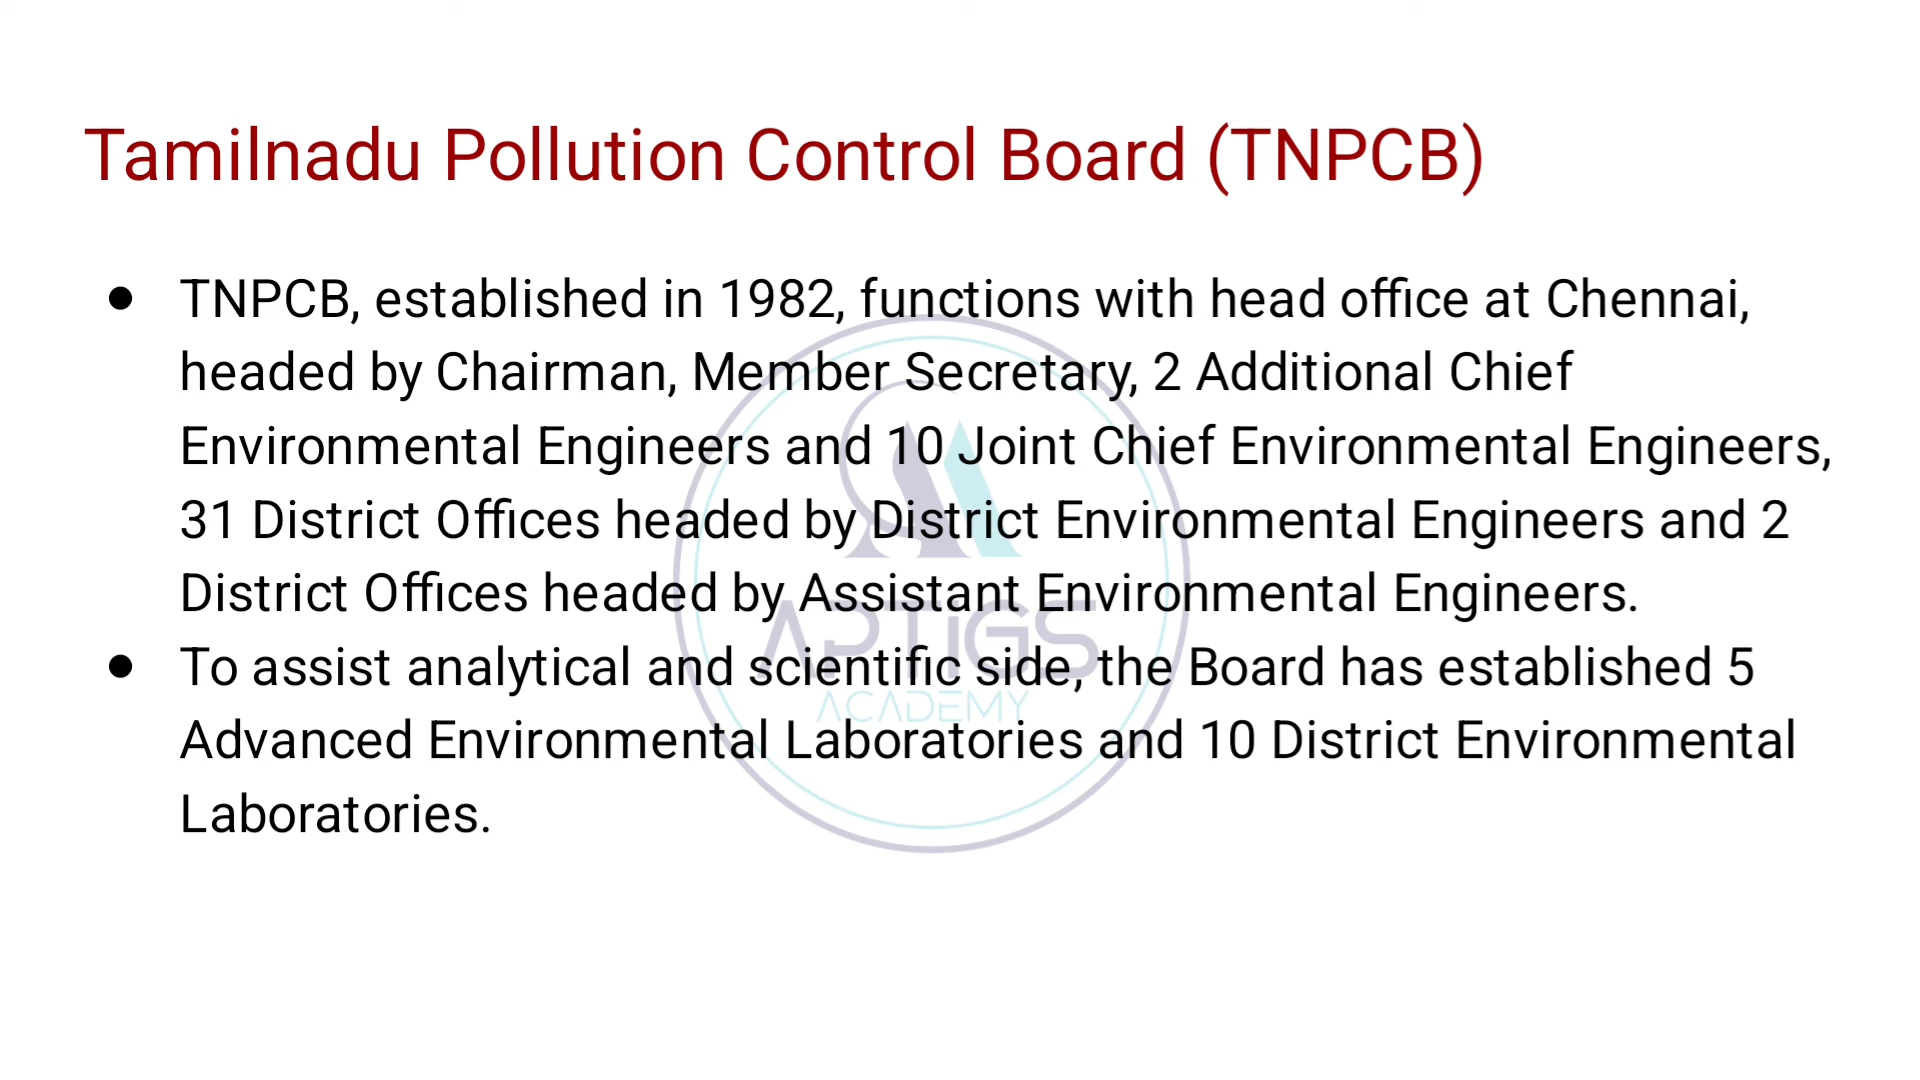 Tamilnadu Pollution Control Board (TNPCB)
● TNPCB, established in 1982, functions with head office at Chennai,
headed by Chairman, Member Secretary, 2 Additional Chief
Environmental Engineers and 10 Joint Chief Environmental Engineers,
31 District Offices headed by District Environmental Engineers and 2
District Offices headed by Assistant Environmental Engineers.
● To assist analytical and scientific side, the Board has established 5
Advanced Environmental Laboratories and 10 District Environmental
Laboratories.
APTIGS
ACADEMY